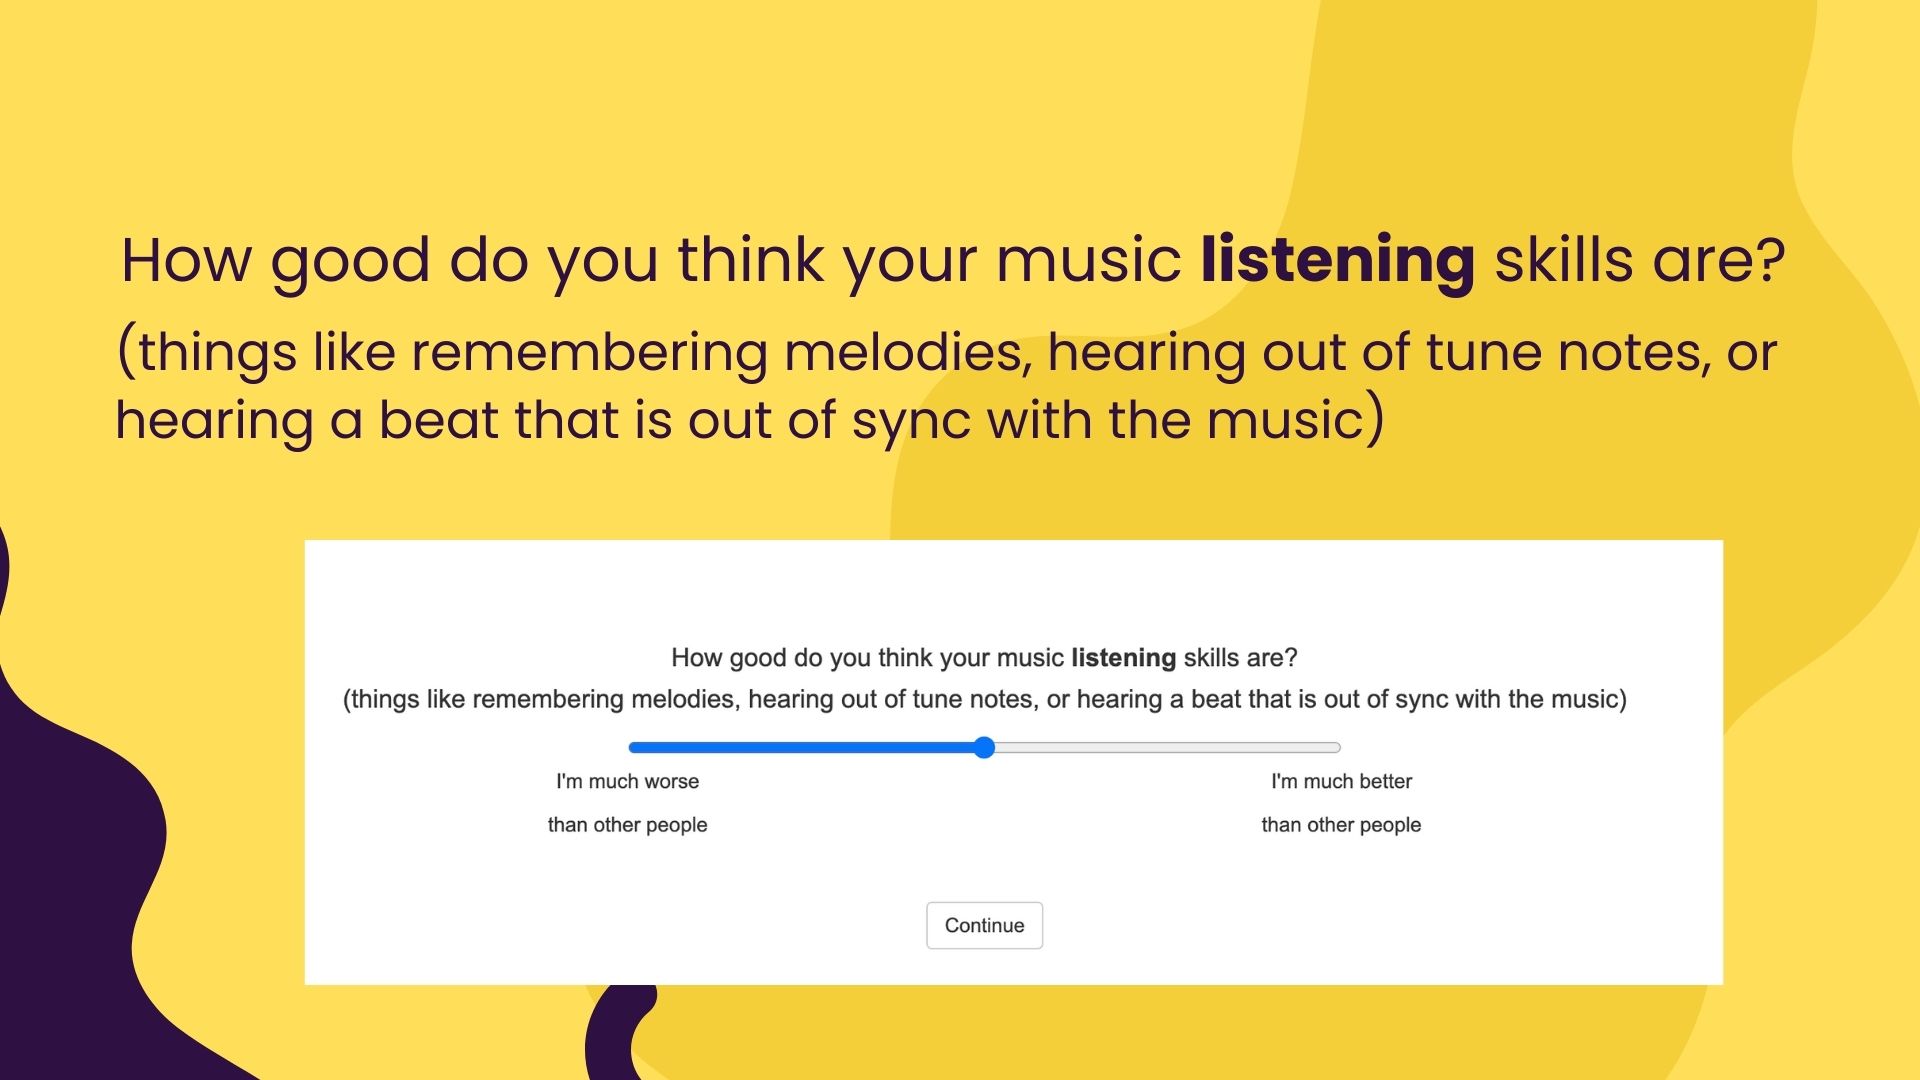 How good do you think your music listening skills are?
(things like remembering melodies, hearing out of tune notes, or
hearing a beat that is out of sync with the music)
How good do you think your music listening skills are?
(things like remembering melodies, hearing out of tune notes, or hearing a beat that is out of sync with the music)
I'm much worse
than other people
I'm much better
than other people
Continue